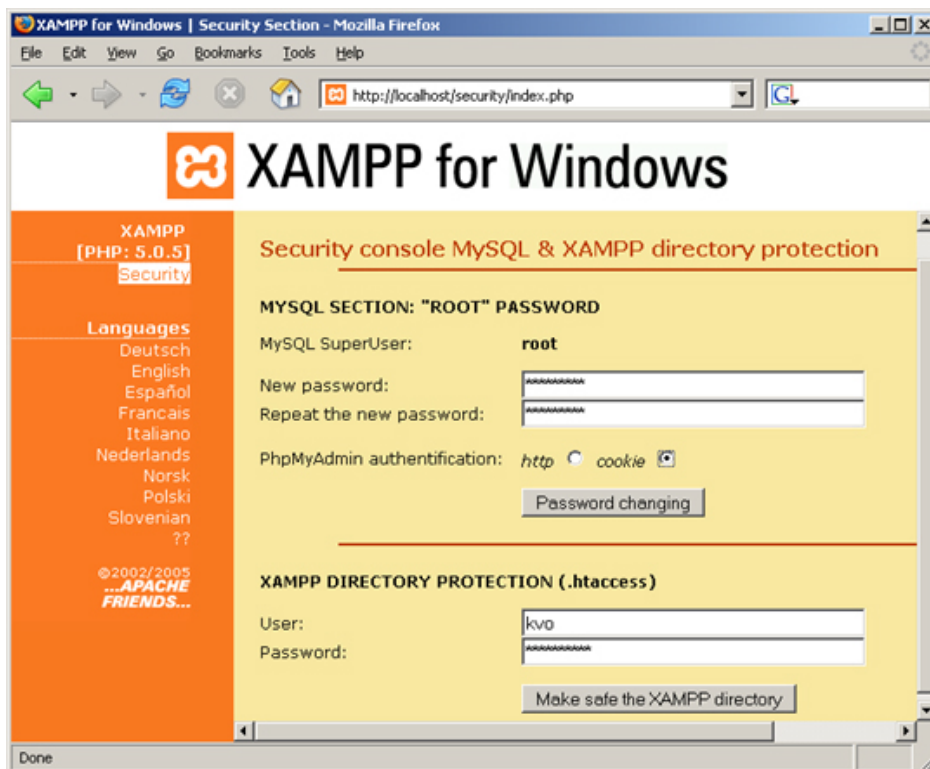 XAMPP for Windows | Security Section - Mozilla Firefox
File Edit View Go Bookmarks Tools Help
http://localhost/security/index.php
G
XAMPP for Windows
XAMPP
[PHP: 5.0.5]
Security
Languages
Deutsch
English
Español
Francais
Italiano
Nederlands
Norsk
Polski
Slovenian
??
©2002/2005
...APACHE
FRIENDS...
Security console MySQL & XAMPP directory protection
MYSQL SECTION: "ROOT" PASSWORD
MySQL SuperUser: root
New password: *********
Repeat the new password: *********
PhpMyAdmin authentification: http cookie
Password changing
XAMPP DIRECTORY PROTECTION (.htaccess)
User: kvo
Password: **********
Make safe the XAMPP directory
Done